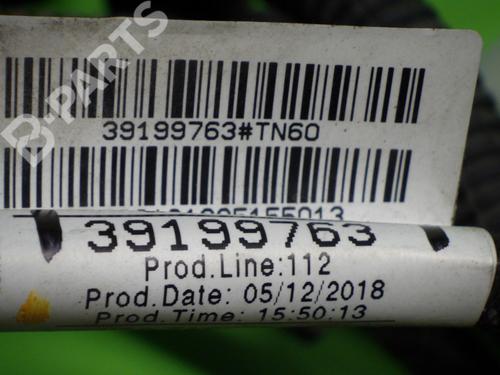 B-PARTS
39199763#TN60
39199763
Prod.Line:112
Prod.Date: 05/12/2018
Prod.Time: 15:50:13